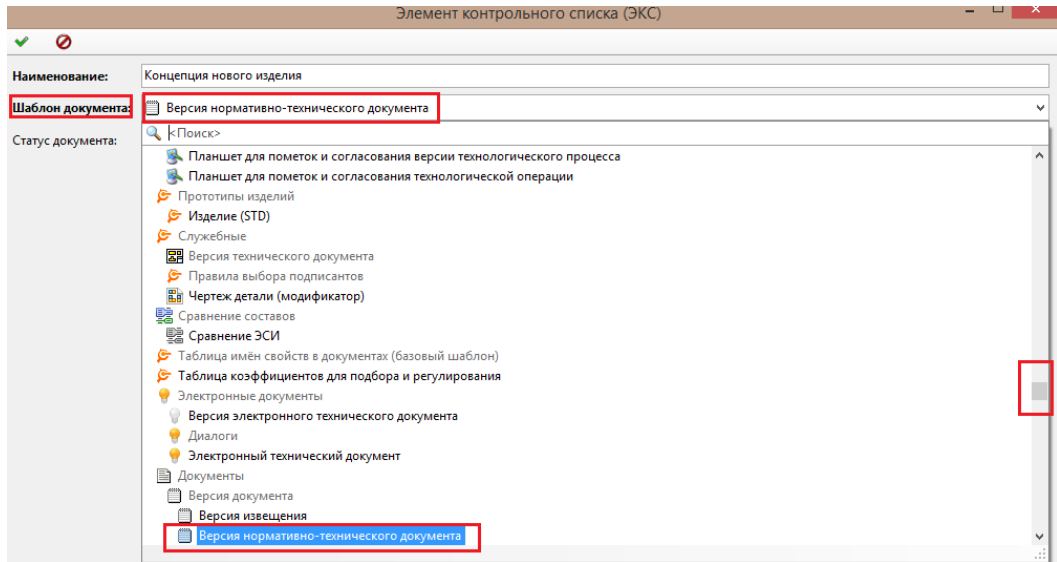 Элемент контрольного списка (ЭКС)
Наименование: Концепция нового изделия
Шаблон документа: Версия нормативно-технического документа
Статус документа: <Поиск>
Планшет для пометок и согласования версии технологического процесса
Планшет для пометок и согласования технологической операции
Прототипы изделий
Изделие (STD)
Служебные
Версия технического документа
Правила выбора подписантов
Чертеж детали (модификатор)
Сравнение составов
Сравнение ЭСИ
Таблица имён свойств в документах (базовый шаблон)
Таблица коэффициентов для подбора и регулирования
Электронные документы
Версия электронного технического документа
Диалоги
Электронный технический документ
Документы
Версия документа
Версия извещения
Версия нормативно-технического документа